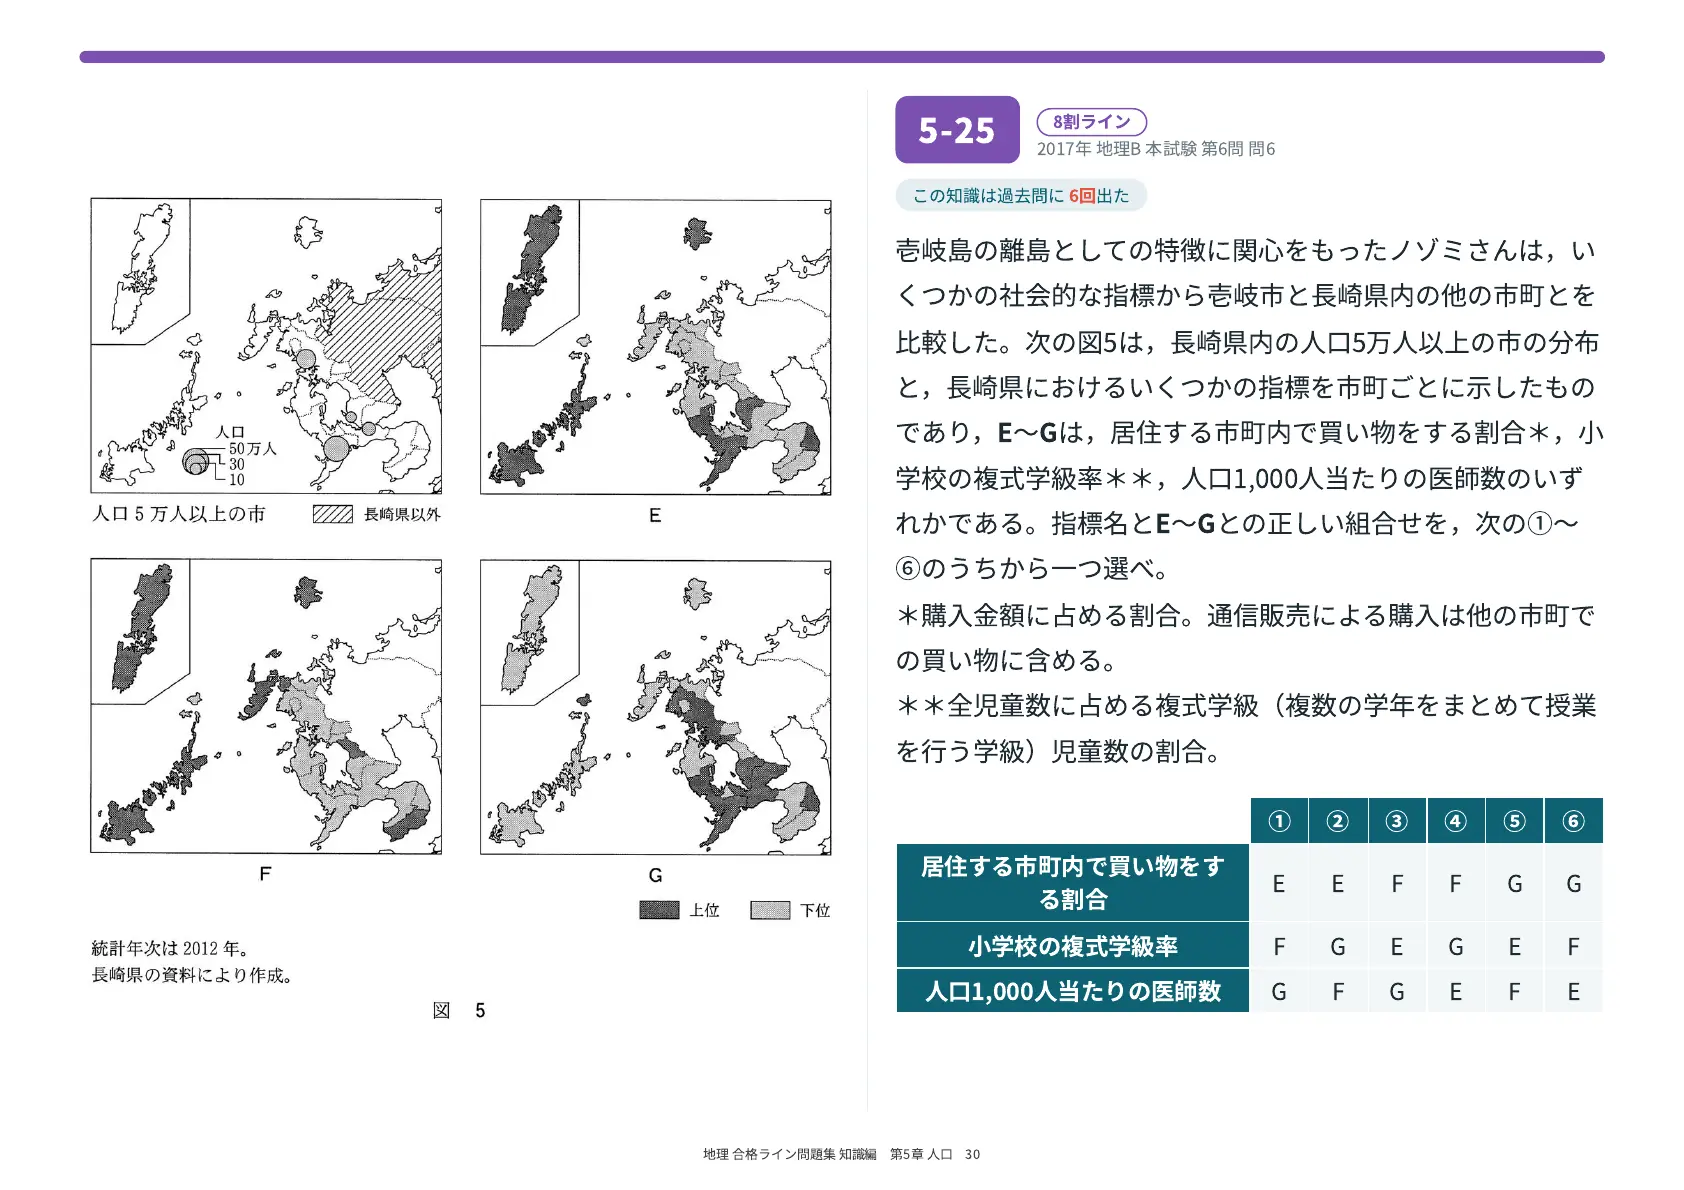 人口
50万人
30
10
人口5万人以上の市
長崎県以外
E
F
G
上位
下位
統計年次は2012年。
長崎県の資料により作成。
図 5
5-25
8割ライン
2017年 地理B 本試験 第6問 問6
この知識は過去問に 6回出た
壱岐島の離島としての特徴に関心をもったノゾミさんは，い
くつかの社会的な指標から壱岐市と長崎県内の他の市町とを
比較した。次の図5は，長崎県内の人口5万人以上の市の分布
と，長崎県におけるいくつかの指標を市町ごとに示したもの
であり，E～Gは，居住する市町内で買い物をする割合＊，小
学校の複式学級率＊＊，人口1,000人当たりの医師数のいず
れかである。指標名とE～Gとの正しい組合せを，次の①～
⑥のうちから一つ選べ。
＊購入金額に占める割合。通信販売による購入は他の市町で
の買い物に含める。
＊＊全児童数に占める複式学級（複数の学年をまとめて授業
を行う学級）児童数の割合。
① ② ③ ④ ⑤ ⑥
居住する市町内で買い物をす
る割合 E E F F G G
小学校の複式学級率 F G E G E F
人口1,000人当たりの医師数 G F G E F E
地理 合格ライン問題集 知識編 第5章 人口 30